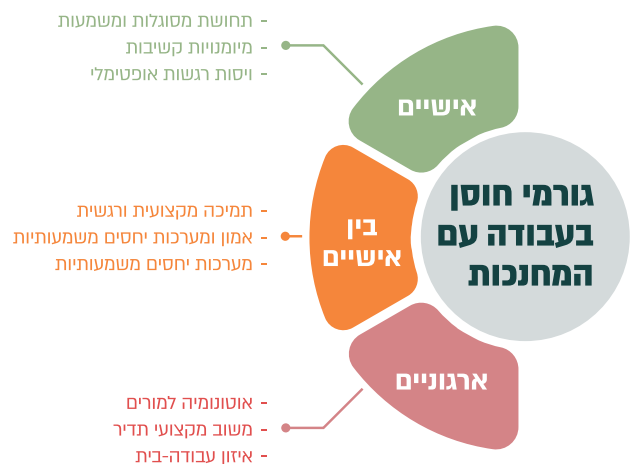 גורמי חוסן
בעבודה עם
המחנכות
אישיים
- תחושת מסוגלות ומשמעות
- מיומנויות קשיבות
- ויסות רגשות אופטימלי
בין
אישיים
- תמיכה מקצועית ורגשית
- אמון ומערכות יחסים משמעותיות
- מערכות יחסים משמעותיות
ארגוניים
- אוטונומיה למורים
- משוב מקצועי תדיר
- איזון עבודה-בית